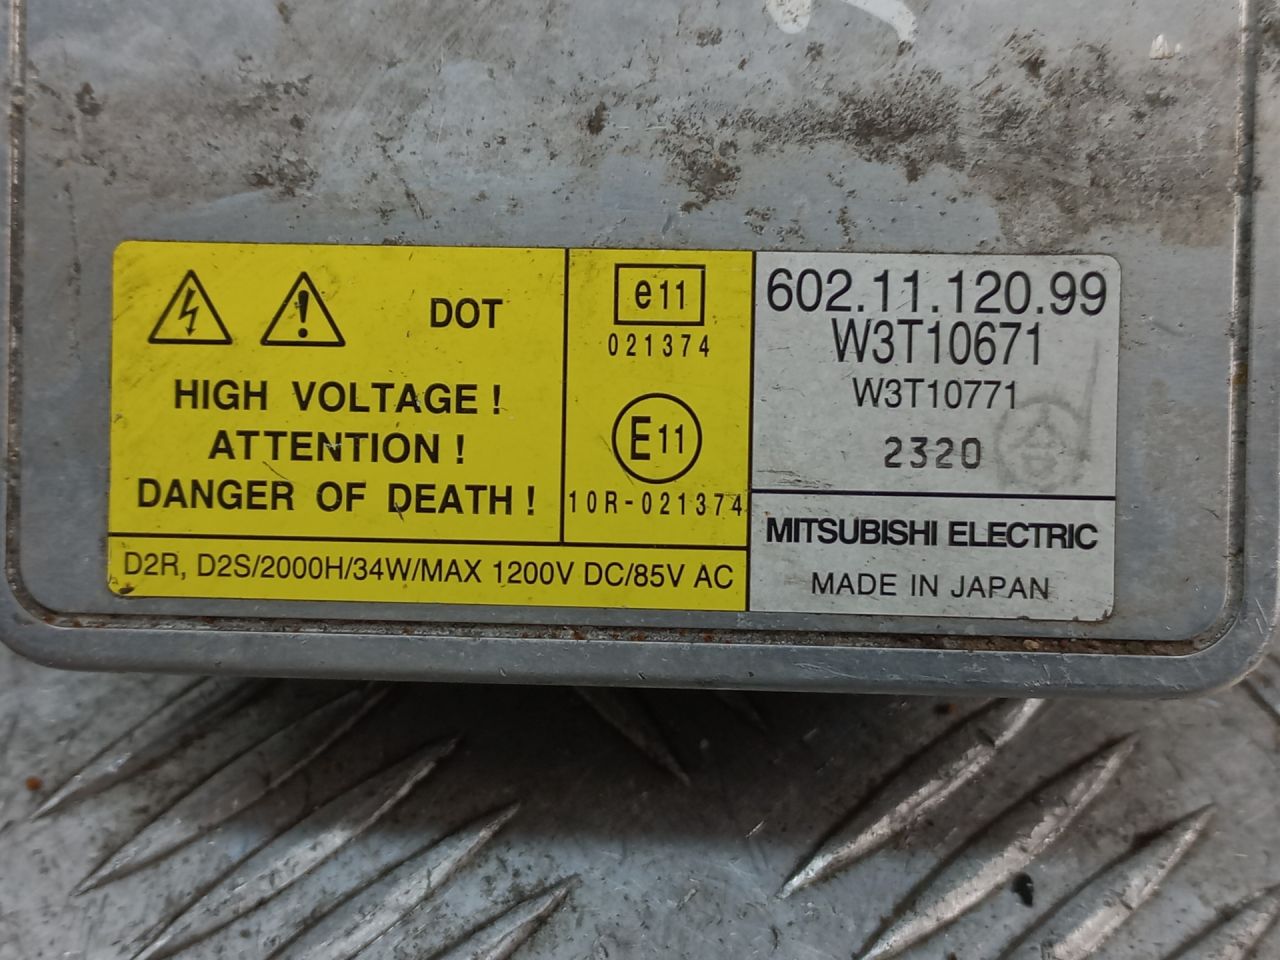 DOT
HIGH VOLTAGE !
ATTENTION !
DANGER OF DEATH !
D2R, D2S/2000H/34W/MAX 1200V DC/85V AC
e11
021374
E11
10R-021374
602.11.120.99
W3T10671
W3T10771
2320
MITSUBISHI ELECTRIC
MADE IN JAPAN